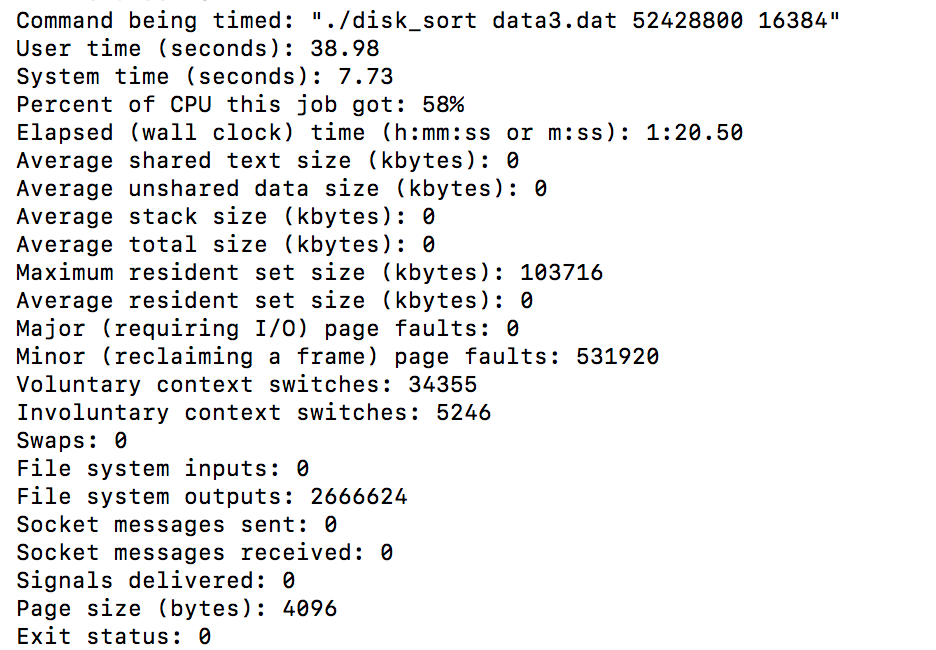 Command being timed: "./disk_sort data3.dat 52428800 16384"
User time (seconds): 38.98
System time (seconds): 7.73
Percent of CPU this job got: 58%
Elapsed (wall clock) time (h:mm:ss or m:ss): 1:20.50
Average shared text size (kbytes): 0
Average unshared data size (kbytes): 0
Average stack size (kbytes): 0
Average total size (kbytes): 0
Maximum resident set size (kbytes): 103716
Average resident set size (kbytes): 0
Major (requiring I/O) page faults: 0
Minor (reclaiming a frame) page faults: 531920
Voluntary context switches: 34355
Involuntary context switches: 5246
Swaps: 0
File system inputs: 0
File system outputs: 2666624
Socket messages sent: 0
Socket messages received: 0
Signals delivered: 0
Page size (bytes): 4096
Exit status: 0